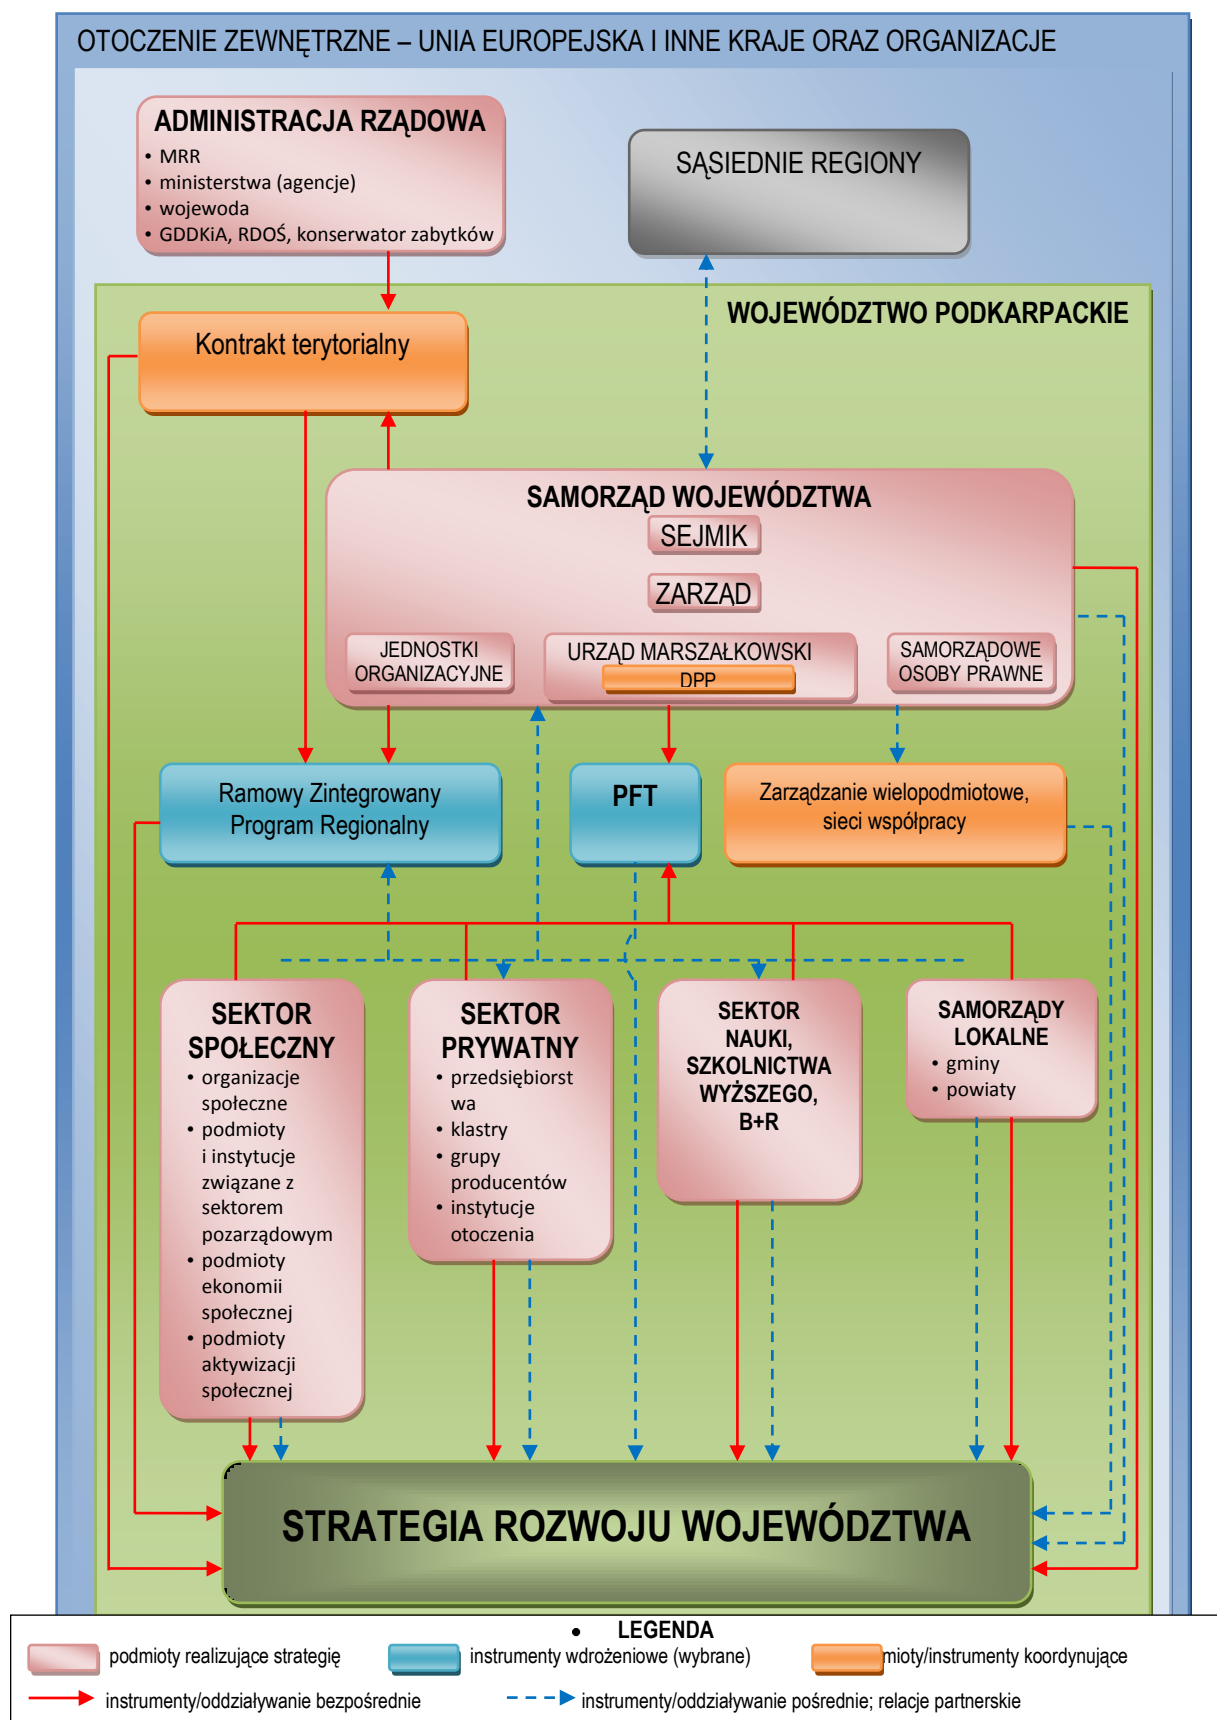 OTOCZENIE ZEWNĘTRZNE – UNIA EUROPEJSKA I INNE KRAJE ORAZ ORGANIZACJE
ADMINISTRACJA RZĄDOWA
• MRR
• ministerstwa (agencje)
• wojewoda
• GDDKiA, RDOŚ, konserwator zabytków
SĄSIEDNIE REGIONY
WOJEWÓDZTWO PODKARPACKIE
Kontrakt terytorialny
SAMORZĄD WOJEWÓDZTWA
SEJMIK
ZARZĄD
JEDNOSTKI
ORGANIZACYJNE
URZĄD MARSZAŁKOWSKI
DPP
SAMORZĄDOWE
OSOBY PRAWNE
Ramowy Zintegrowany
Program Regionalny
PFT
Zarządzanie wielopodmiotowe,
sieci współpracy
SEKTOR
SPOŁECZNY
• organizacje
społeczne
• podmioty
i instytucje
związane z
sektorem
pozarządowym
• podmioty
ekonomii
społecznej
• podmioty
aktywizacji
społecznej
SEKTOR
PRYWATNY
• przedsiębiorst
wa
• klastry
• grupy
producentów
• instytucje
otoczenia
SEKTOR
NAUKI,
SZKOLNICTWA
WYŻSZEGO,
B+R
SAMORZĄDY
LOKALNE
• gminy
• powiaty
STRATEGIA ROZWOJU WOJEWÓDZTWA
• LEGENDA
podmioty realizujące strategię
instrumenty wdrożeniowe (wybrane)
mioty/instrumenty koordynujące
instrumenty/oddziaływanie bezpośrednie
instrumenty/oddziaływanie pośrednie; relacje partnerskie